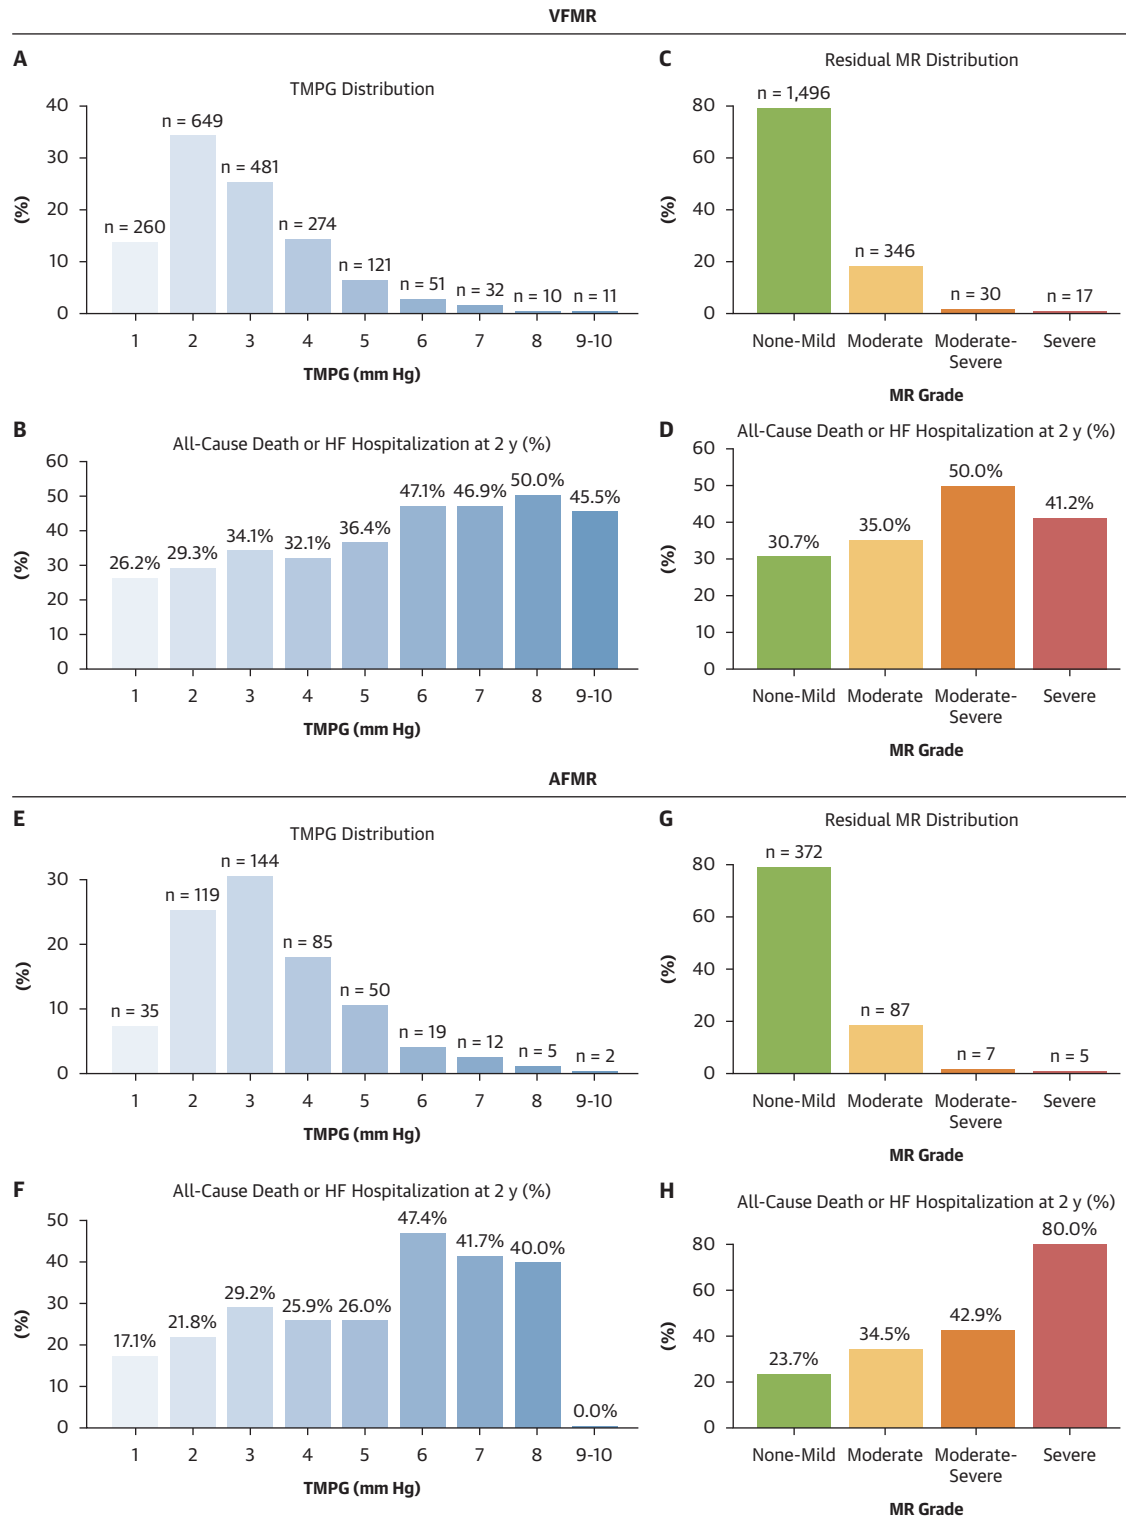 VFMR
A
TMPG Distribution
(%)
40
30
20
10
0
n = 260
n = 649
n = 481
n = 274
n = 121
n = 51
n = 32
n = 10
n = 11
1 2 3 4 5 6 7 8 9-10
TMPG (mm Hg)
C
Residual MR Distribution
(%)
80
60
40
20
0
n = 1,496
n = 346
n = 30
n = 17
None-Mild Moderate Moderate- Severe
Severe
MR Grade
B
All-Cause Death or HF Hospitalization at 2 y (%)
(%)
60
50
40
30
20
10
0
26.2%
29.3%
34.1%
32.1%
36.4%
47.1%
46.9%
50.0%
45.5%
1 2 3 4 5 6 7 8 9-10
TMPG (mm Hg)
D
All-Cause Death or HF Hospitalization at 2 y (%)
(%)
60
50
40
30
20
10
0
30.7%
35.0%
50.0%
41.2%
None-Mild Moderate Moderate- Severe
Severe
MR Grade
AFMR
E
TMPG Distribution
(%)
30
20
10
0
n = 35
n = 119
n = 144
n = 85
n = 50
n = 19
n = 12
n = 5
n = 2
1 2 3 4 5 6 7 8 9-10
TMPG (mm Hg)
G
Residual MR Distribution
(%)
80
60
40
20
0
n = 372
n = 87
n = 7
n = 5
None-Mild Moderate Moderate- Severe
Severe
MR Grade
F
All-Cause Death or HF Hospitalization at 2 y (%)
(%)
50
40
30
20
10
0
17.1%
21.8%
29.2%
25.9%
26.0%
47.4%
41.7%
40.0%
0.0%
1 2 3 4 5 6 7 8 9-10
TMPG (mm Hg)
H
All-Cause Death or HF Hospitalization at 2 y (%)
(%)
80
60
40
20
0
23.7%
34.5%
42.9%
80.0%
None-Mild Moderate Moderate- Severe
Severe
MR Grade